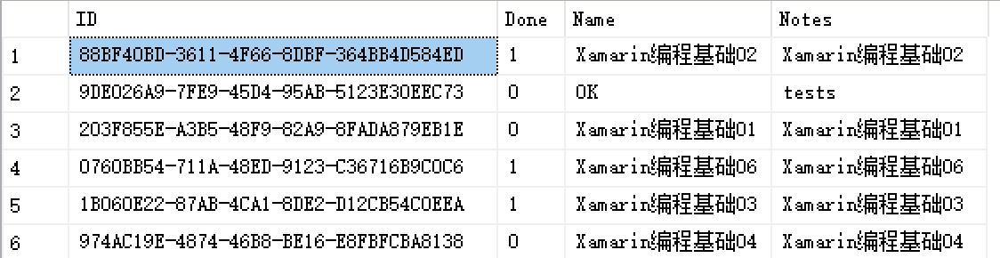 ID Done Name Notes
1 88BF40BD-3611-4F66-8DBF-364BB4D584ED 1 Xamarin编程基础02 Xamarin编程基础02
2 9DE026A9-7FE9-45D4-95AB-5123E30EEC73 0 OK tests
3 203F855E-A3B5-48F9-82A9-8FADA879EB1E 0 Xamarin编程基础01 Xamarin编程基础01
4 0760BB54-711A-48ED-9123-C36716B9C0C6 1 Xamarin编程基础06 Xamarin编程基础06
5 1B060E22-87AB-4CA1-8DE2-D12CB54C0EEA 1 Xamarin编程基础03 Xamarin编程基础03
6 974AC19E-4874-46B8-BE16-E8FBFCBA8138 0 Xamarin编程基础04 Xamarin编程基础04